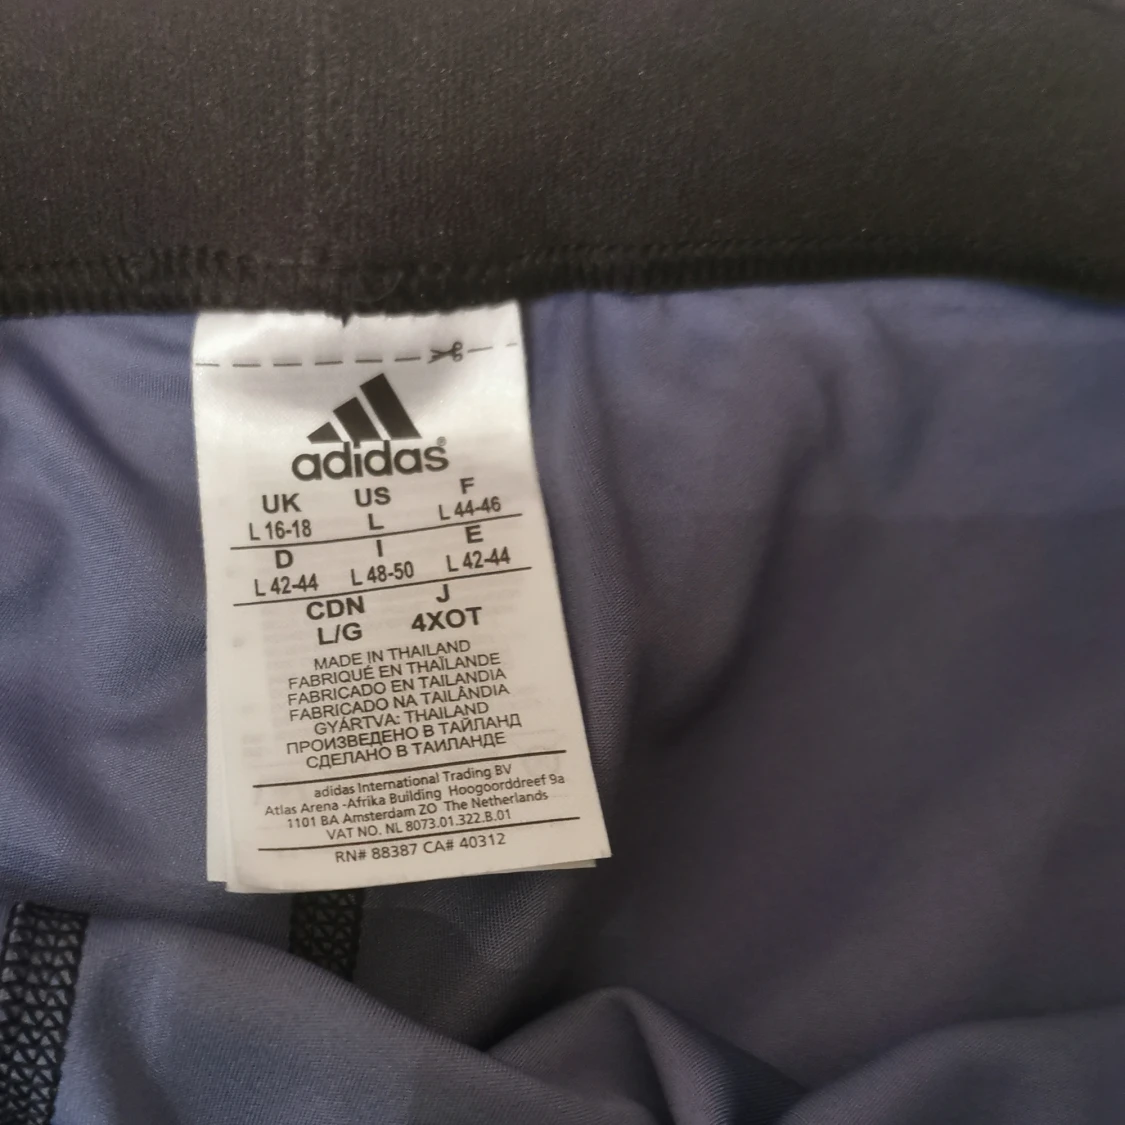 adidas®
UK US F
L 16-18 L L 44-46
D I E
L 42-44 L 48-50 L 42-44
CDN J
L/G 4XOT
MADE IN THAILAND
FABRIQUÉ EN THAÏLANDE
FABRICADO EN TAILANDIA
FABRICADO NA TAILÂNDIA
GYÁRTVA: THAILAND
ПРОИЗВЕДЕНО В ТАЙЛАНД
СДЕЛАНО В ТАИЛАНДЕ
adidas International Trading BV
Atlas Arena -Afrika Building Hoogoorddreef 9a
1101 BA Amsterdam ZO The Netherlands
VAT NO. NL 8073.01.322.B.01
RN# 88387 CA# 40312